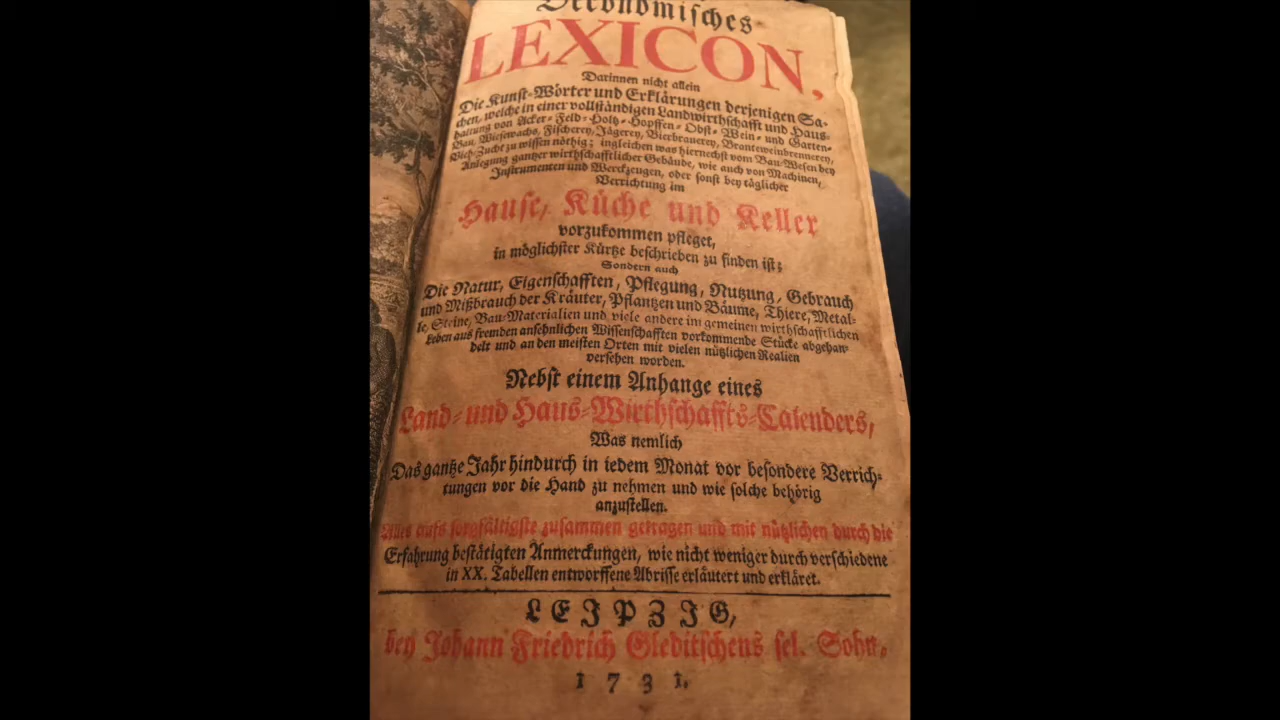 Oeconomisches
LEXICON,
Darinnen nicht allein
Die Kunst-Wörter und Erklärungen derjenigen Sa-
chen, welche in einer vollständigen Landwirthschafft und Haus-
haltung von Acker- Feld- Holtz- Hopffen- Obst- Wein- und Garten-
Bau, Wiesewachs, Fischerey, Jägerey, Bierbrauerey, Branteweinbrennerey,
Vieh-Zucht zu wissen nöthig; ingleichen was hiernechst vom Bau-Wesen bey
Anlegung gantzer wirthschafftlicher Gebäude, wie auch von Machinen,
Instrumenten und Werckzeugen, oder sonst bey täglicher
Verrichtung im
Hause, Küche und Keller
vorzukommen pfleget,
in möglichster Kürtze beschrieben zu finden ist;
Sondern auch
Die Natur, Eigenschafften, Pflegung, Nutzung, Gebrauch
und Mißbrauch der Kräuter, Pflantzen und Bäume, Thiere, Metal-
le, Steine, Bau-Materialien und viele andere im gemeinen wirthschafftlichen
Leben aus fremden ansehnlichen Wissenschafften vorkommende Stücke abgehan
delt und an den meisten Orten mit vielen nützlichen Realien
versehen worden.
Nebst einem Anhange eines
Land- und Haus-Wirthschaffts-Calenders,
Was nemlich
Das gantze Jahr hindurch in iedem Monat vor besondere Verrich-
tungen vor die Hand zu nehmen und wie solche behörig
anzustellen.
Alles aufs sorgfältigste zusammen getragen und mit nützlichen durch die
Erfahrung bestätigten Anmerckungen, wie nicht weniger durch verschiedene
in XX. Tabellen entworffene Abrisse erläutert und erkläret.
LEIPZIG,
bey Johann Friedrich Gleditschens sel. Sohn,
1731.